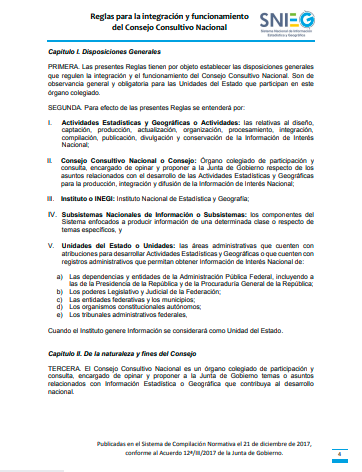 Reglas para la integración y funcionamiento
del Consejo Consultivo Nacional
SNIEG
Sistema Nacional de Información
Estadística y Geográfica
Capítulo I. Disposiciones Generales
PRIMERA. Las presentes Reglas tienen por objeto establecer las disposiciones generales
que regulen la integración y el funcionamiento del Consejo Consultivo Nacional. Son de
observancia general y obligatoria para las Unidades del Estado que participen en este
órgano colegiado.
SEGUNDA. Para efecto de las presentes Reglas se entenderá por:
I. Actividades Estadísticas y Geográficas o Actividades: las relativas al diseño,
captación, producción, actualización, organización, procesamiento, integración,
compilación, publicación, divulgación y conservación de la Información de Interés
Nacional;
II. Consejo Consultivo Nacional o Consejo: Órgano colegiado de participación y
consulta, encargado de opinar y proponer a la Junta de Gobierno respecto de los
asuntos relacionados con el desarrollo de las Actividades Estadísticas y Geográficas
para la producción, integración y difusión de la Información de Interés Nacional;
III. Instituto o INEGI: Instituto Nacional de Estadística y Geografía;
IV. Subsistemas Nacionales de Información o Subsistemas: los componentes del
Sistema enfocados a producir información de una determinada clase o respecto de
temas específicos, y
V. Unidades del Estado o Unidades: las áreas administrativas que cuenten con
atribuciones para desarrollar Actividades Estadísticas y Geográficas o que cuenten con
registros administrativos que permitan obtener Información de Interés Nacional de:
a) Las dependencias y entidades de la Administración Pública Federal, incluyendo a
las de la Presidencia de la República y de la Procuraduría General de la República;
b) Los poderes Legislativo y Judicial de la Federación;
c) Las entidades federativas y los municipios;
d) Los organismos constitucionales autónomos;
e) Los tribunales administrativos federales,
Cuando el Instituto genere Información se considerará como Unidad del Estado.
Capítulo II. De la naturaleza y fines del Consejo
TERCERA. El Consejo Consultivo Nacional es un órgano colegiado de participación y
consulta, encargado de opinar y proponer a la Junta de Gobierno temas o asuntos
relacionados con Información Estadística o Geográfica que contribuya al desarrollo
nacional.
Publicadas en el Sistema de Compilación Normativa el 21 de diciembre de 2017,
conforme al Acuerdo 12ª/III/2017 de la Junta de Gobierno.
4